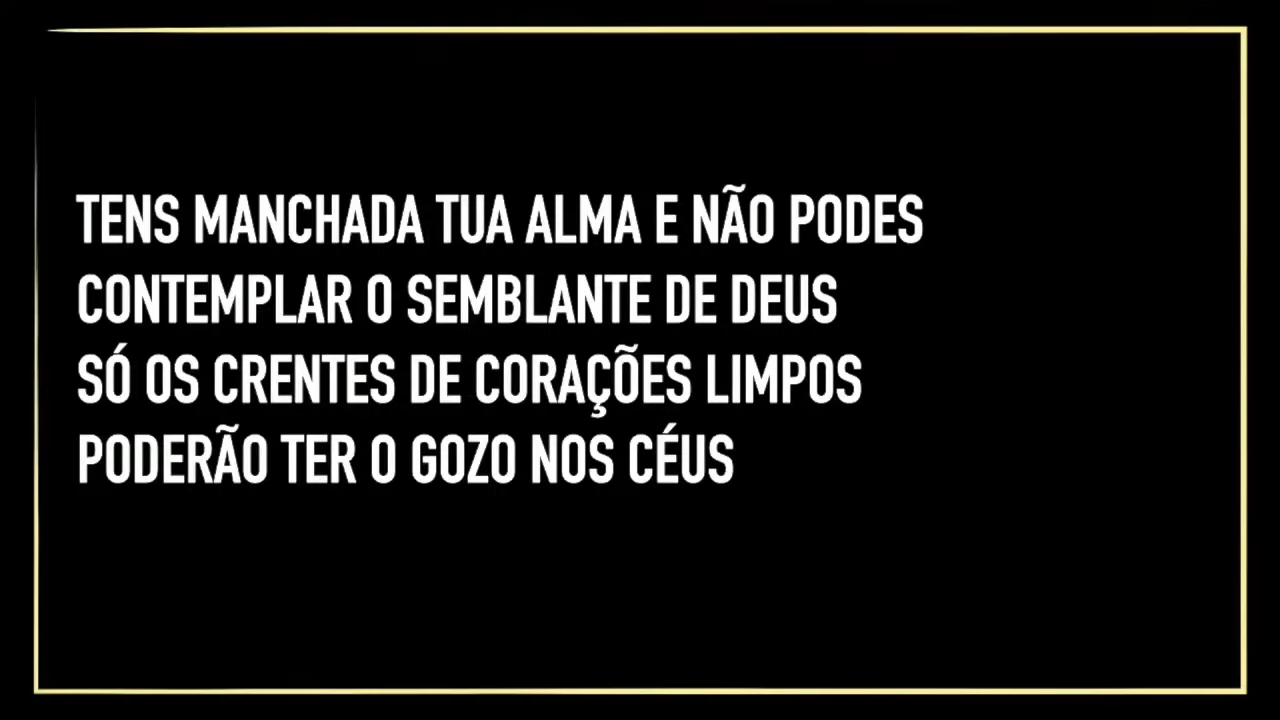 TENS MANCHADA TUA ALMA E NÃO PODES
CONTEMPLAR O SEMBLANTE DE DEUS
SÓ OS CRENTES DE CORAÇÕES LIMPOS
PODERÃO TER O GOZO NOS CÉUS